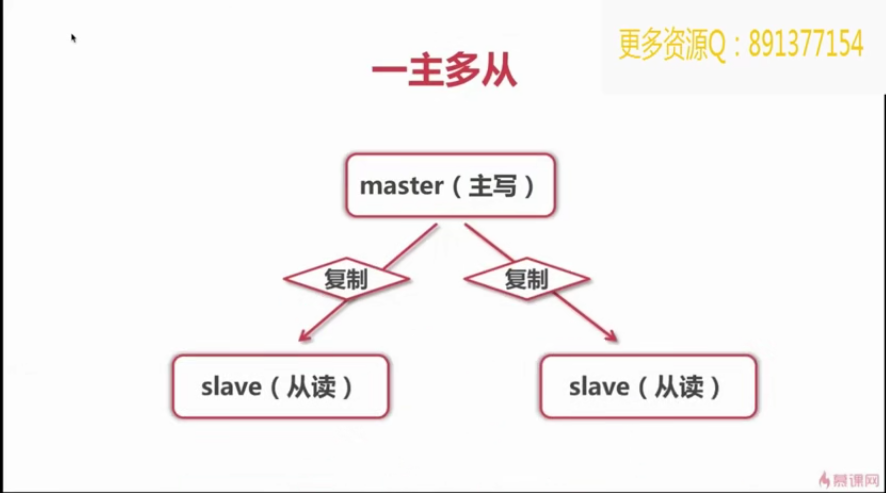 更多资源Q：891377154
一主多从
master（主写）
复制
复制
slave（从读）
slave（从读）
慕课网